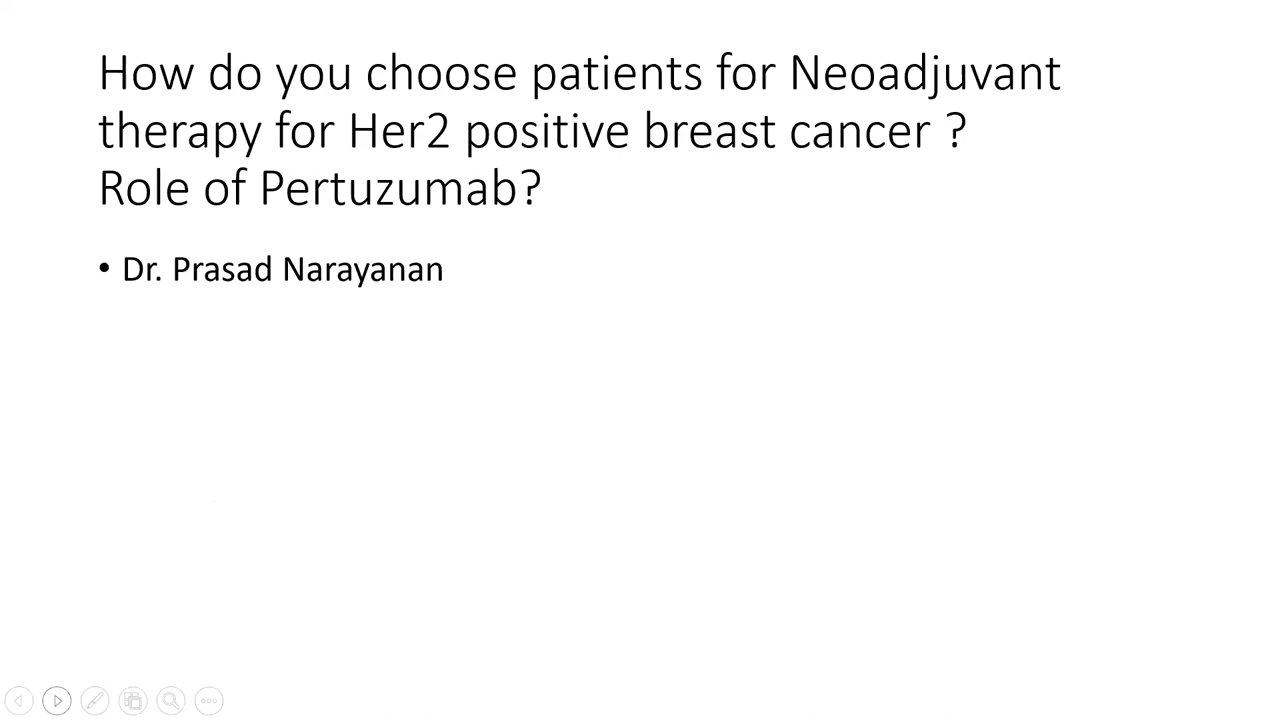 How do you choose patients for Neoadjuvant
therapy for Her2 positive breast cancer ?
Role of Pertuzumab?
• Dr. Prasad Narayanan